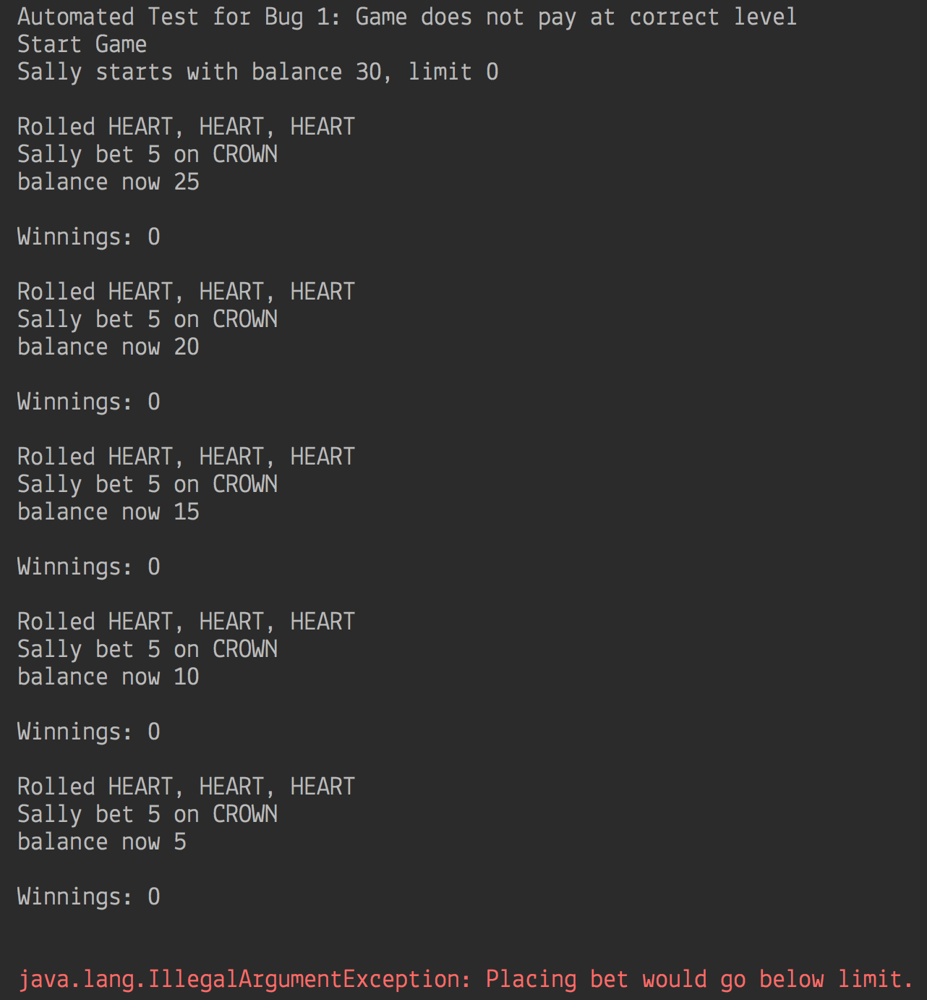 Automated Test for Bug 1: Game does not pay at correct level
Start Game
Sally starts with balance 30, limit 0
Rolled HEART, HEART, HEART
Sally bet 5 on CROWN
balance now 25
Winnings: 0
Rolled HEART, HEART, HEART
Sally bet 5 on CROWN
balance now 20
Winnings: 0
Rolled HEART, HEART, HEART
Sally bet 5 on CROWN
balance now 15
Winnings: 0
Rolled HEART, HEART, HEART
Sally bet 5 on CROWN
balance now 10
Winnings: 0
Rolled HEART, HEART, HEART
Sally bet 5 on CROWN
balance now 5
Winnings: 0
java.lang.IllegalArgumentException: Placing bet would go below limit.